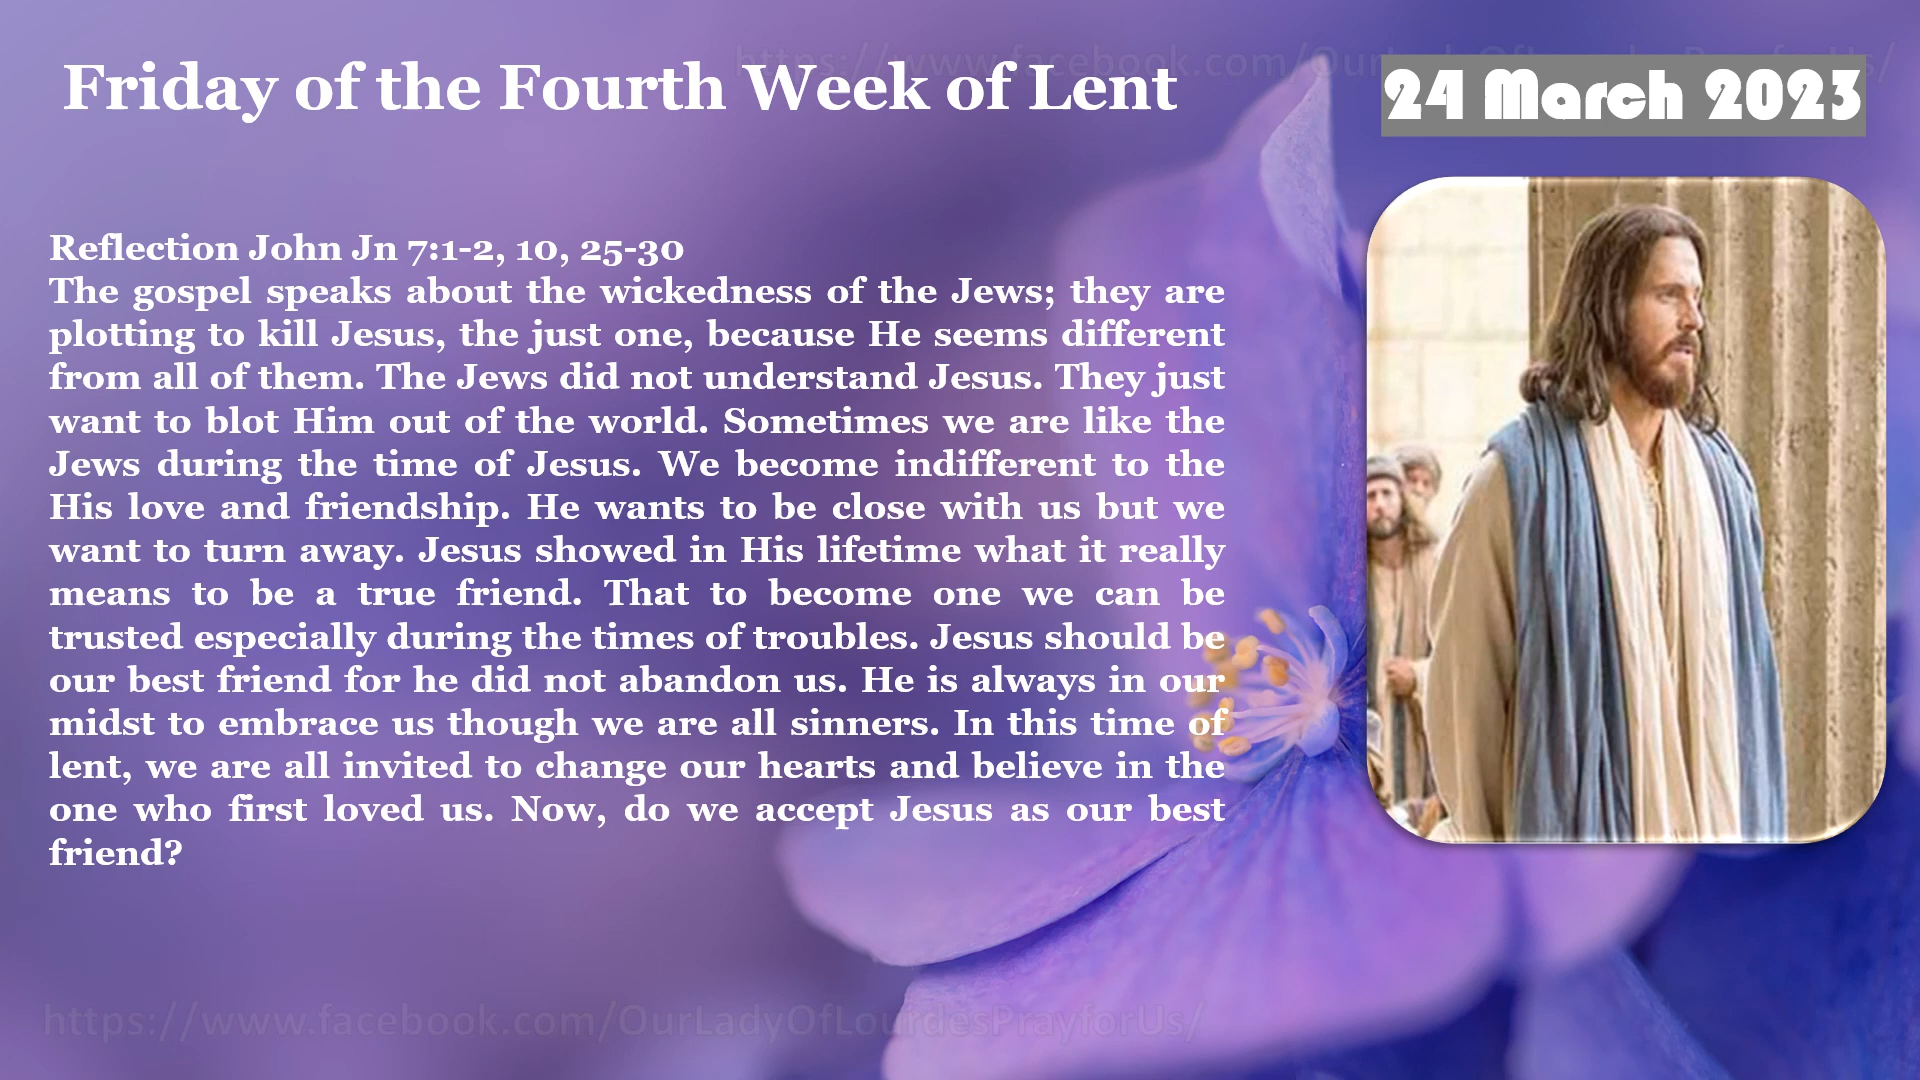 https://www.facebook.com/OurLadyOfLourdesPrayforUs/
Friday of the Fourth Week of Lent
24 March 2023
Reflection John Jn 7:1-2, 10, 25-30
The gospel speaks about the wickedness of the Jews; they are
plotting to kill Jesus, the just one, because He seems different
from all of them. The Jews did not understand Jesus. They just
want to blot Him out of the world. Sometimes we are like the
Jews during the time of Jesus. We become indifferent to the
His love and friendship. He wants to be close with us but we
want to turn away. Jesus showed in His lifetime what it really
means to be a true friend. That to become one we can be
trusted especially during the times of troubles. Jesus should be
our best friend for he did not abandon us. He is always in our
midst to embrace us though we are all sinners. In this time of
lent, we are all invited to change our hearts and believe in the
one who first loved us. Now, do we accept Jesus as our best
friend?
https://www.facebook.com/OurLadyOfLourdesPrayforUs/